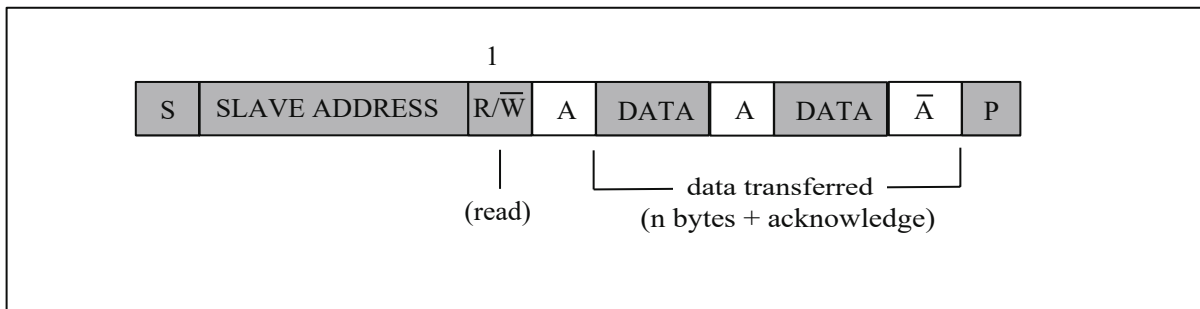 1
S SLAVE ADDRESS R/W̅ A DATA A DATA A̅ P
data transferred
(read) (n bytes + acknowledge)